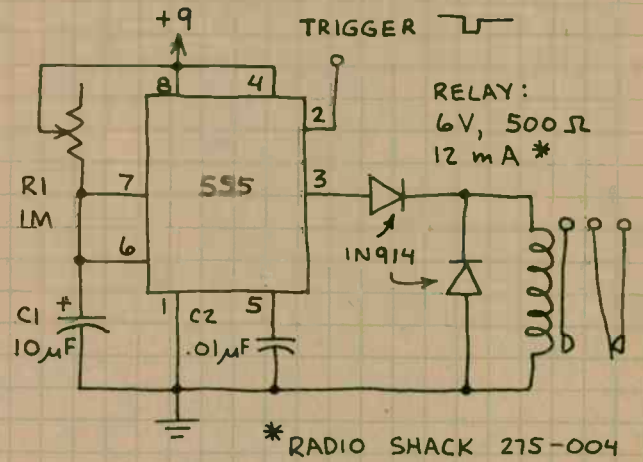 +9
TRIGGER
8
4
2
RELAY:
6V, 500 Ω
12 mA *
R1
1M
7
555
3
6
1N914
C1
+
10µF
1
C2
5
.01µF
* RADIO SHACK 275-004